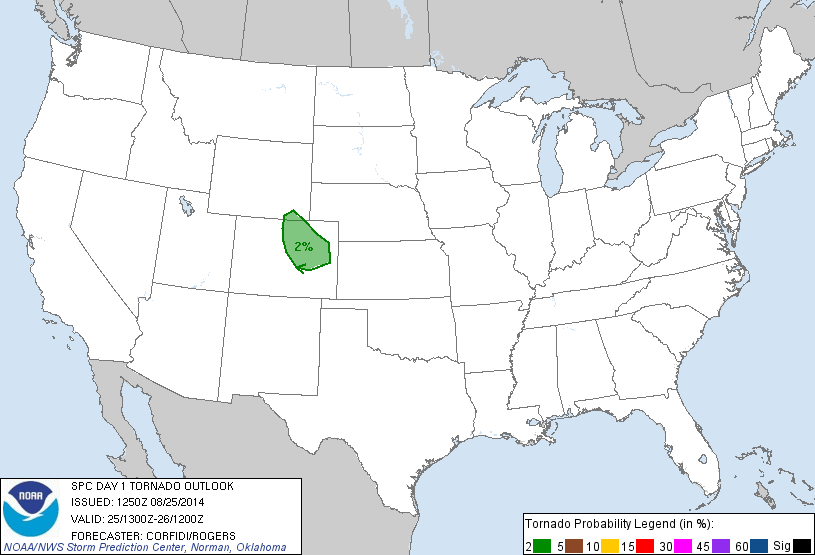 2%
NOAA
SPC DAY 1 TORNADO OUTLOOK
ISSUED: 1250Z 08/25/2014
VALID: 25/1300Z-26/1200Z
FORECASTER: CORFIDI/ROGERS
NOAA/NWS Storm Prediction Center, Norman, Oklahoma
Tornado Probability Legend (in %):
2 5 10 15 30 45 60 Sig